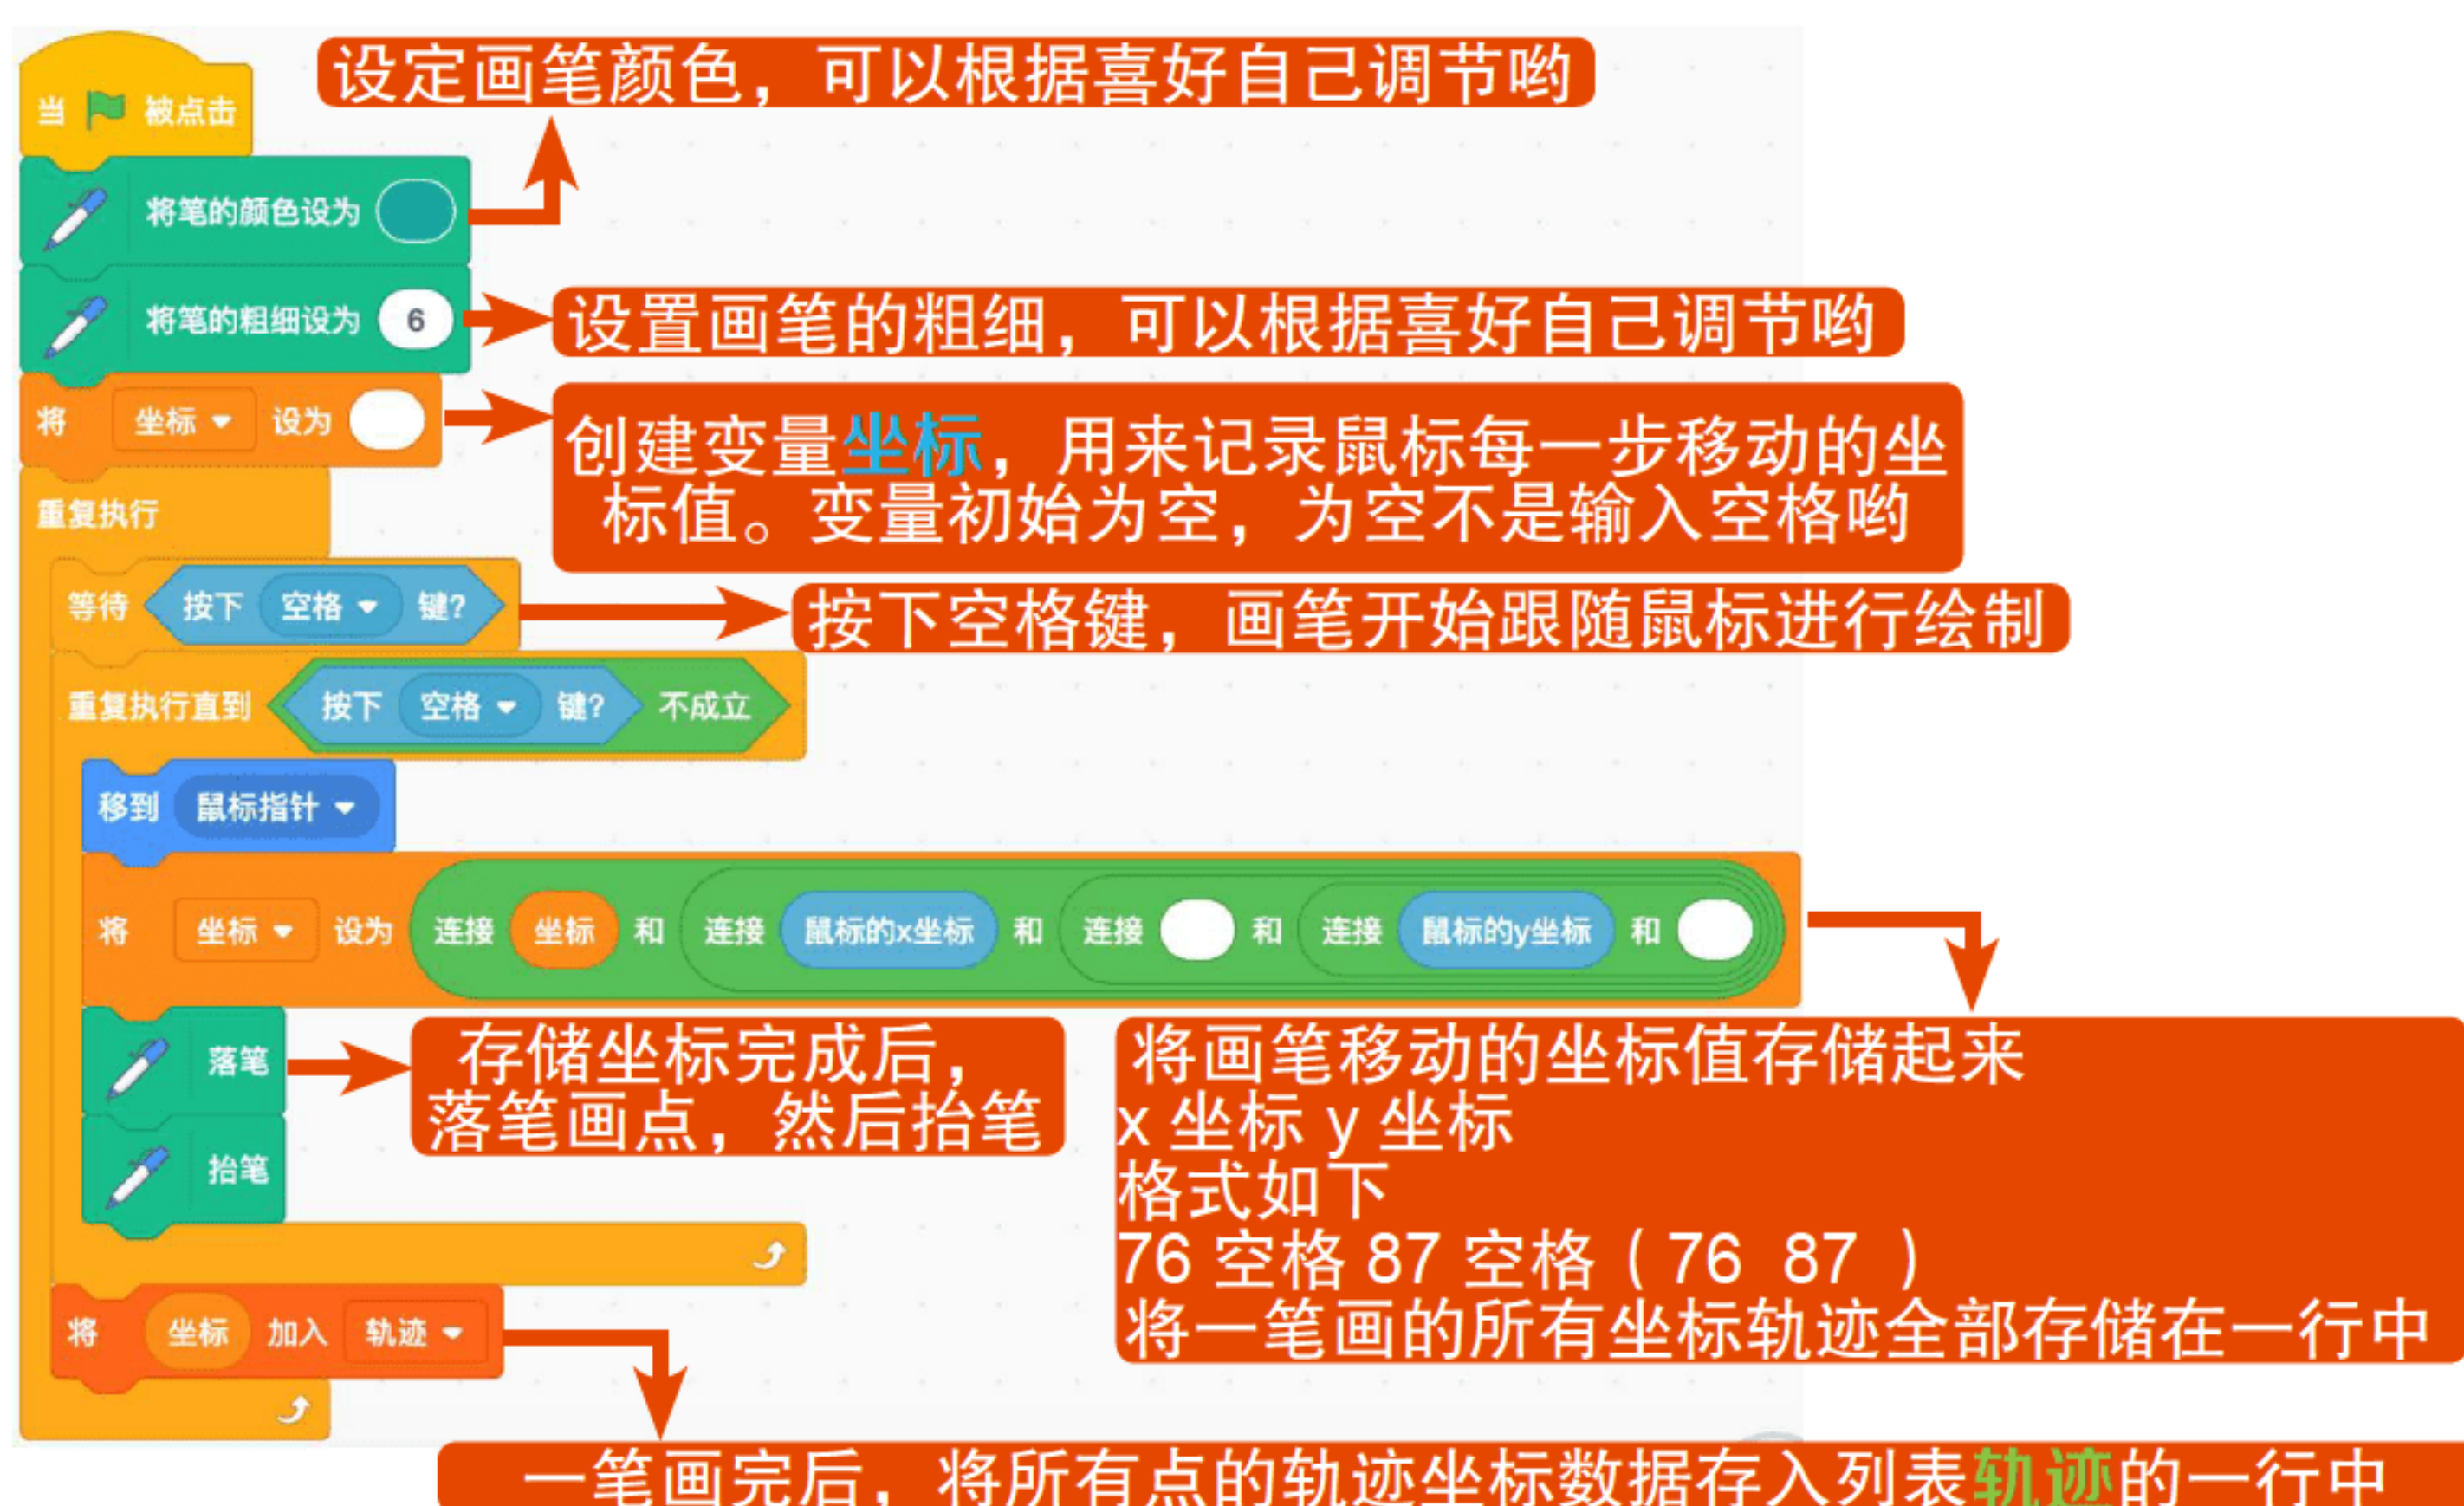 设定画笔颜色，可以根据喜好自己调节哟
当 被点击
将笔的颜色设为
将笔的粗细设为 6
设置画笔的粗细，可以根据喜好自己调节哟
将 坐标 设为
创建变量坐标，用来记录鼠标每一步移动的坐
标值。变量初始为空，为空不是输入空格哟
重复执行
等待 按下 空格 键?
按下空格键，画笔开始跟随鼠标进行绘制
重复执行直到 按下 空格 键? 不成立
移到 鼠标指针
将 坐标 设为 连接 坐标 和 连接 鼠标的x坐标 和 连接 和 连接 鼠标的y坐标 和
落笔
抬笔
存储坐标完成后，
落笔画点，然后抬笔
将画笔移动的坐标值存储起来
x 坐标 y 坐标
格式如下
76 空格 87 空格（76 87 ）
将一笔画的所有坐标轨迹全部存储在一行中
将 坐标 加入 轨迹
一笔画完后，将所有点的轨迹坐标数据存入列表轨迹的一行中